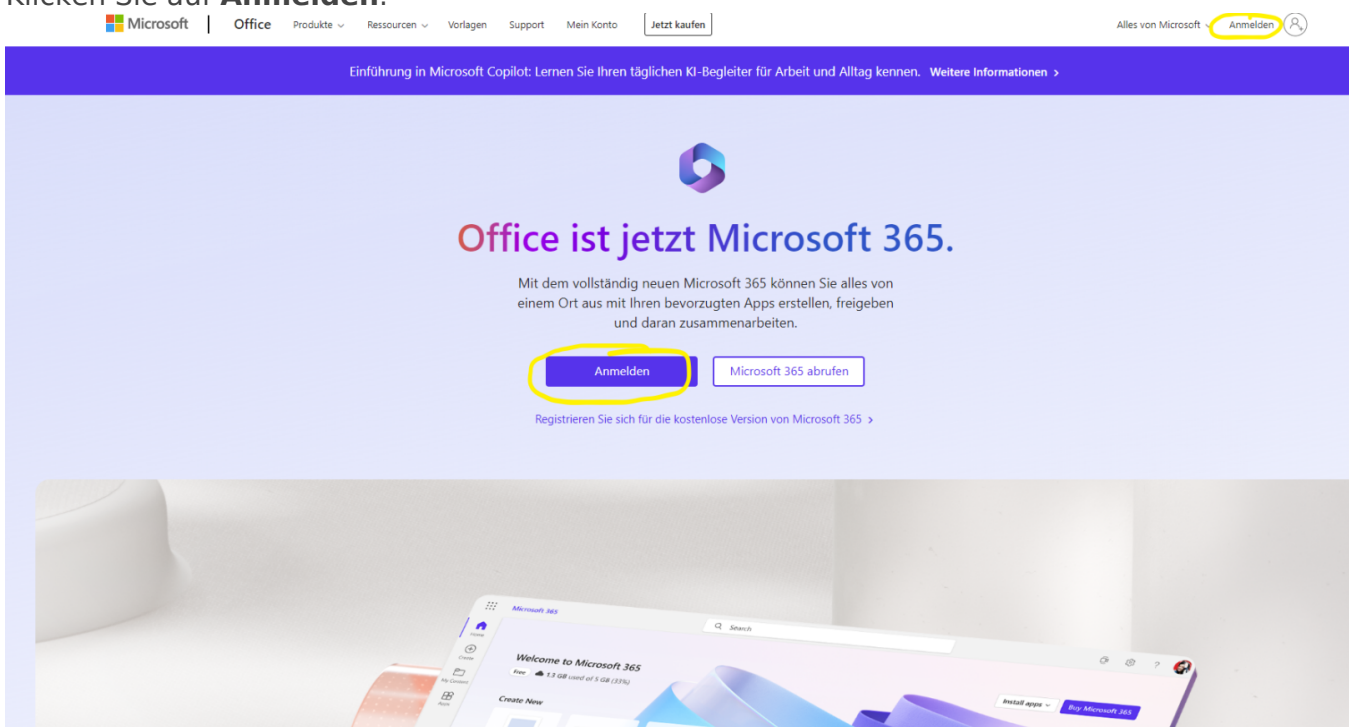 Klicken Sie auf Anmelden.
Microsoft Office Produkte Ressourcen Vorlagen Support Mein Konto Jetzt kaufen Alles von Microsoft Anmelden
Einführung in Microsoft Copilot: Lernen Sie Ihren täglichen KI-Begleiter für Arbeit und Alltag kennen. Weitere Informationen >
Office ist jetzt Microsoft 365.
Mit dem vollständig neuen Microsoft 365 können Sie alles von
einem Ort aus mit Ihren bevorzugten Apps erstellen, freigeben
und daran zusammenarbeiten.
Anmelden Microsoft 365 abrufen
Registrieren Sie sich für die kostenlose Version von Microsoft 365 >
Microsoft 365
Search
Home
Create
My Content
Apps
Welcome to Microsoft 365
Free 1.3 GB used of 5 GB (33%)
Create New
?
Install apps
Buy Microsoft 365